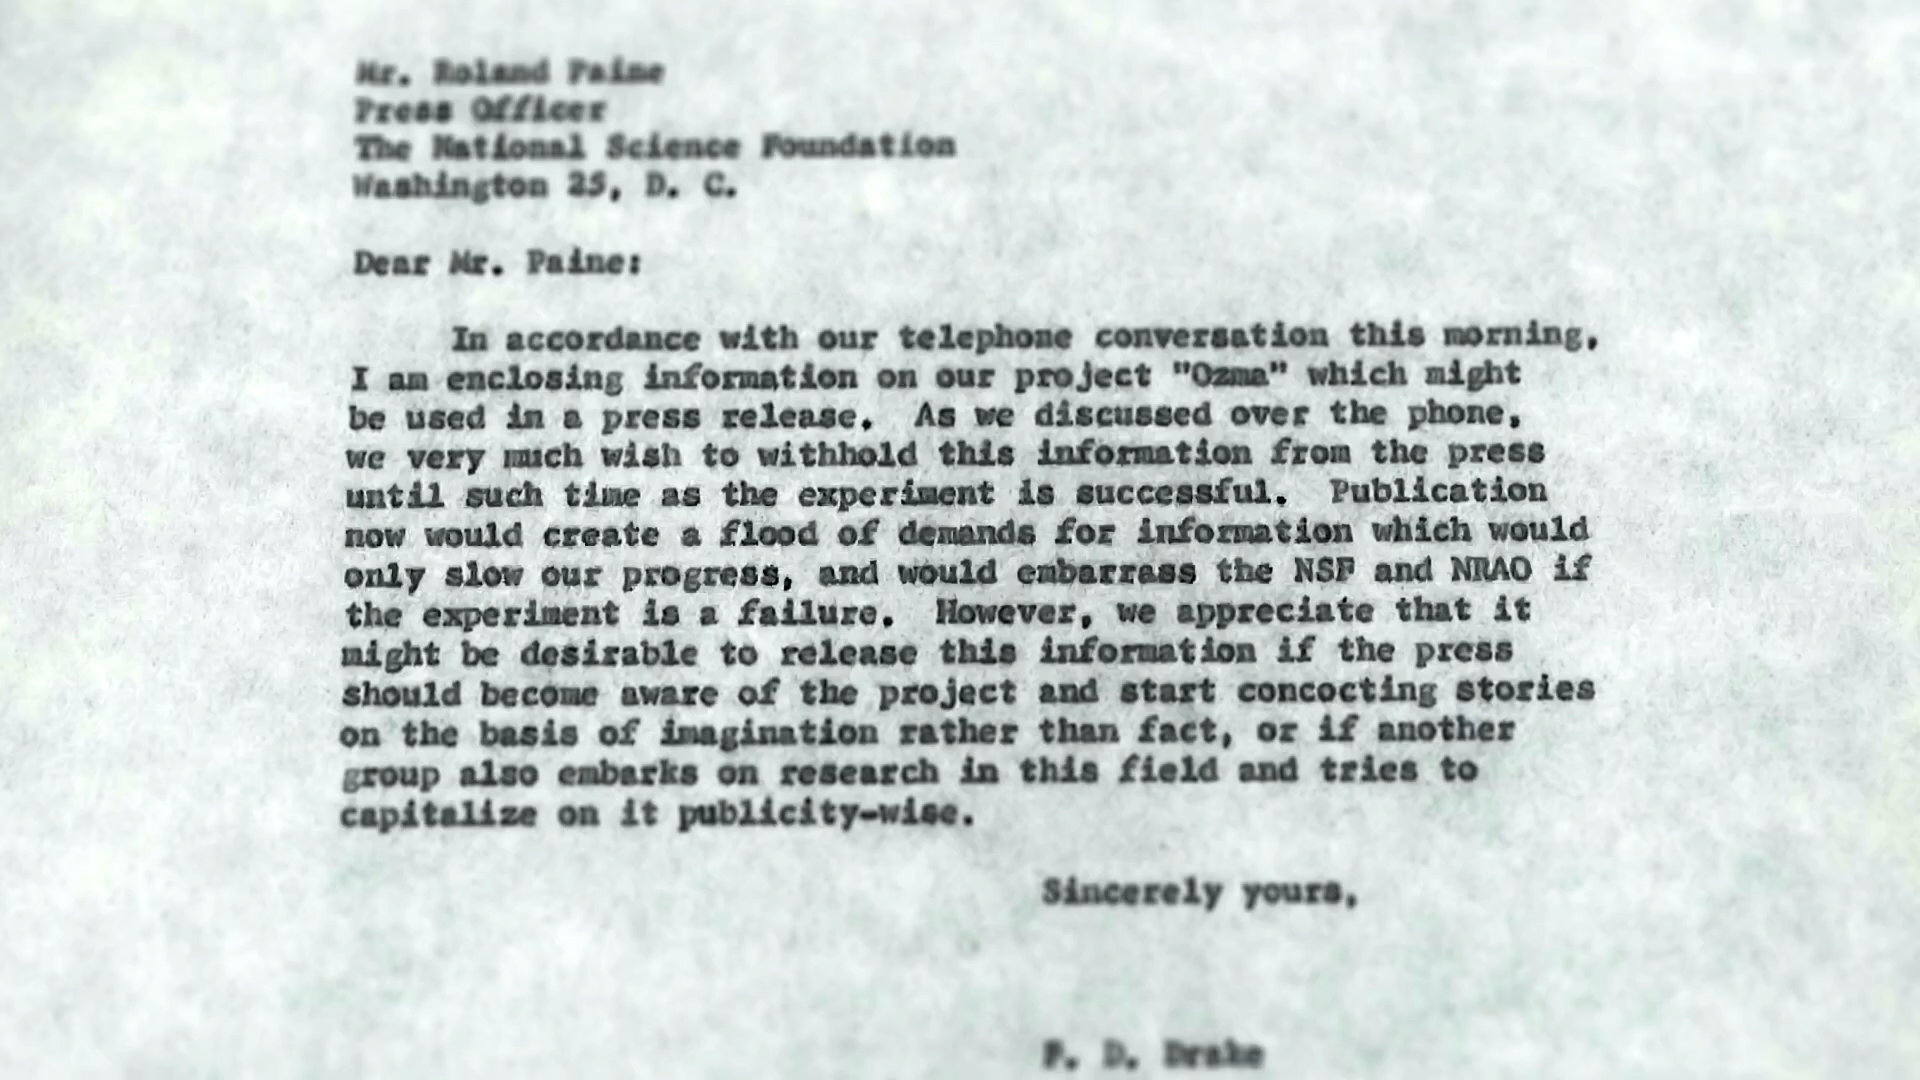 Mr. Roland Paine
Press Officer
The National Science Foundation
Washington 25, D. C.
Dear Mr. Paine:
In accordance with our telephone conversation this morning,
I am enclosing information on our project "Ozma" which might
be used in a press release. As we discussed over the phone,
we very much wish to withhold this information from the press
until such time as the experiment is successful. Publication
now would create a flood of demands for information which would
only slow our progress, and would embarrass the NSF and NRAO if
the experiment is a failure. However, we appreciate that it
might be desirable to release this information if the press
should become aware of the project and start concocting stories
on the basis of imagination rather than fact, or if another
group also embarks on research in this field and tries to
capitalize on it publicity-wise.
Sincerely yours,
F. D. Drake